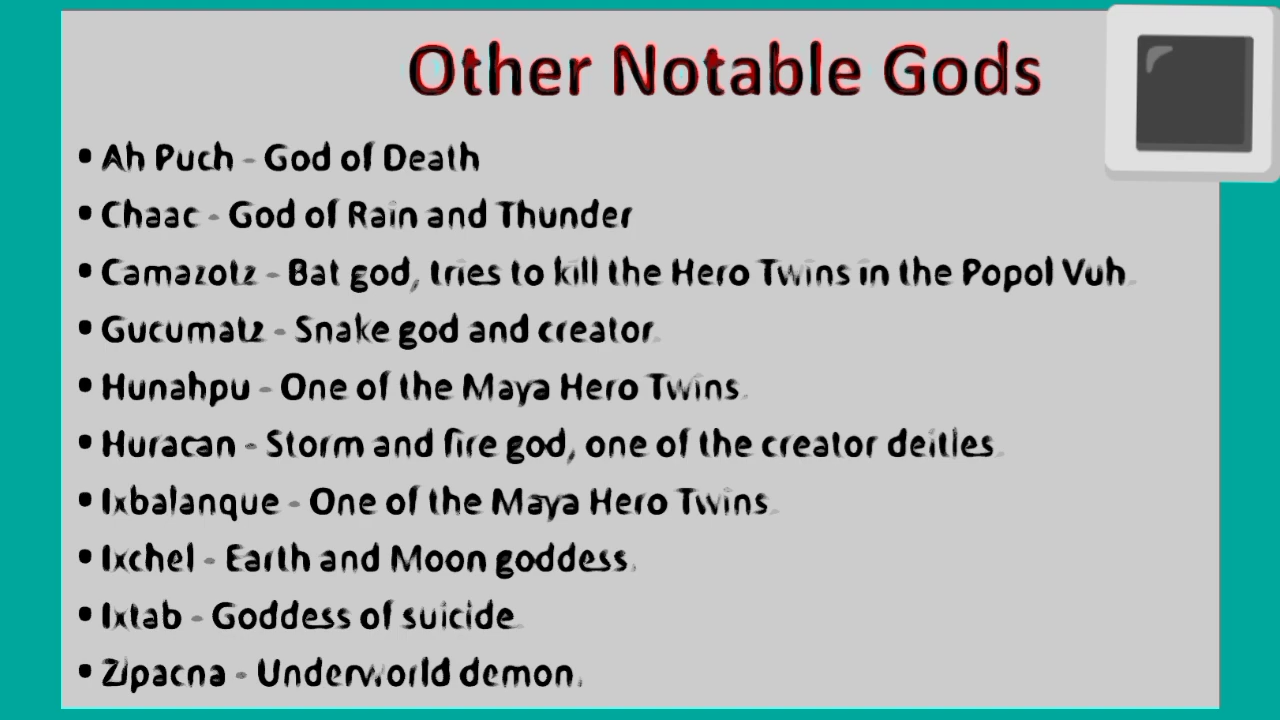 Other Notable Gods
• Ah Puch - God of Death
• Chaac - God of Rain and Thunder
• Camazotz - Bat god, tries to kill the Hero Twins in the Popol Vuh.
• Gucumatz - Snake god and creator.
• Hunahpu - One of the Maya Hero Twins.
• Huracan - Storm and fire god, one of the creator deities.
• Ixbalanque - One of the Maya Hero Twins.
• Ixchel - Earth and Moon goddess.
• Ixtab - Goddess of suicide.
• Zipacna - Underworld demon.